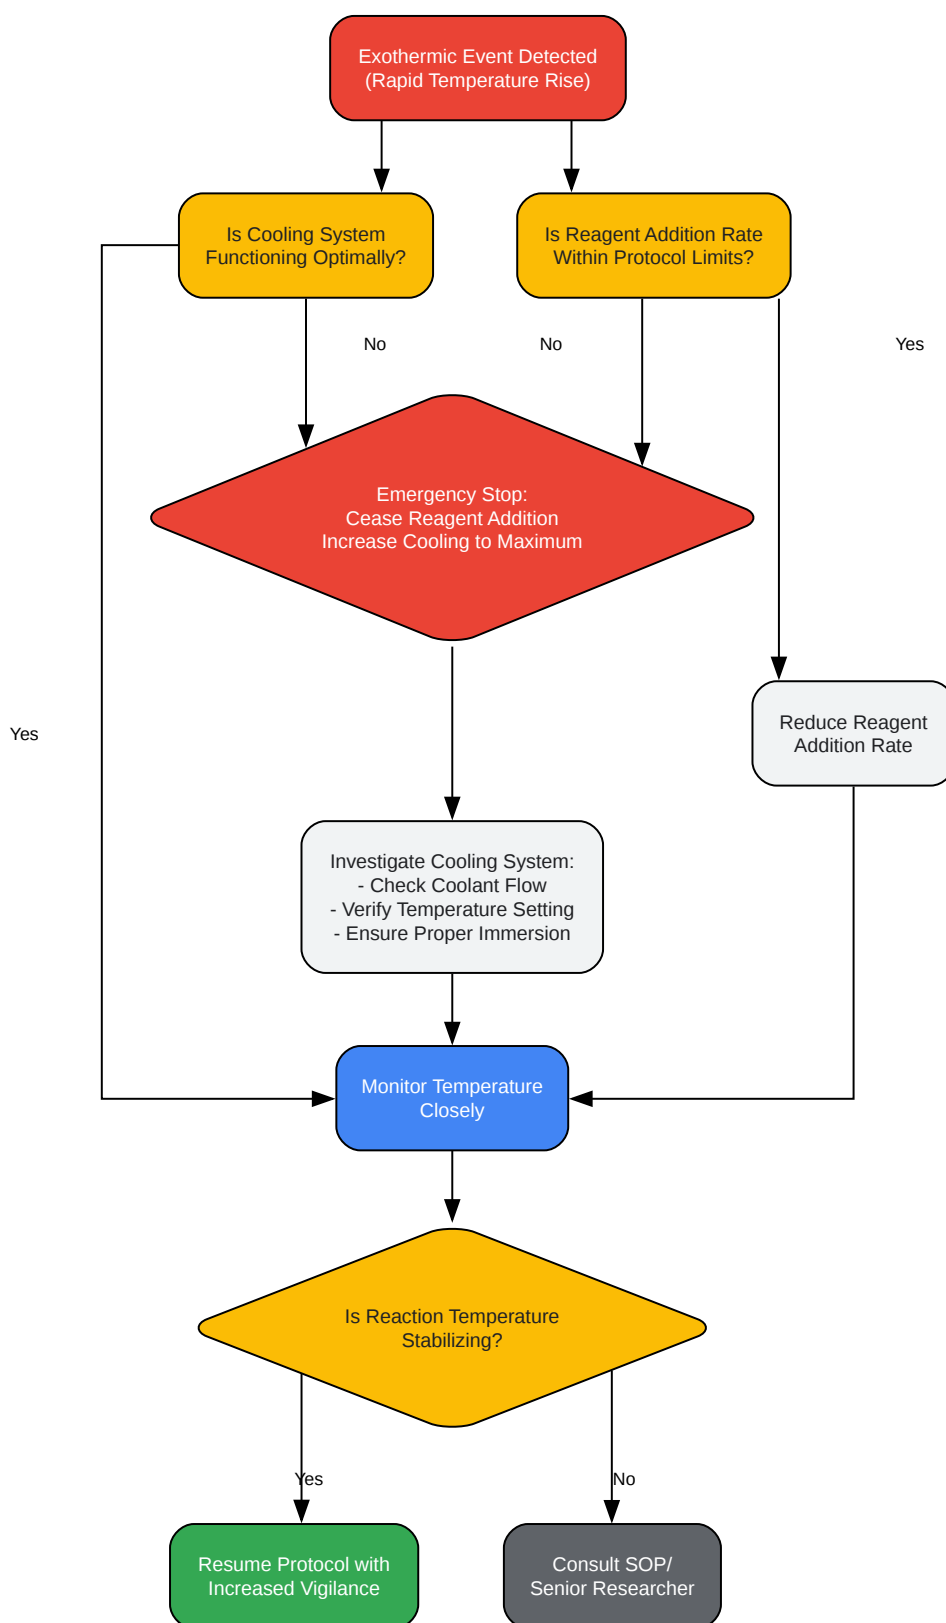 Exothermic Event Detected
(Rapid Temperature Rise)
Is Cooling System
Functioning Optimally?
Is Reagent Addition Rate
Within Protocol Limits?
No
No
Yes
Emergency Stop:
Cease Reagent Addition
Increase Cooling to Maximum
Yes
Reduce Reagent
Addition Rate
Investigate Cooling System:
- Check Coolant Flow
- Verify Temperature Setting
- Ensure Proper Immersion
Monitor Temperature
Closely
Is Reaction Temperature
Stabilizing?
Yes
No
Resume Protocol with
Increased Vigilance
Consult SOP/
Senior Researcher